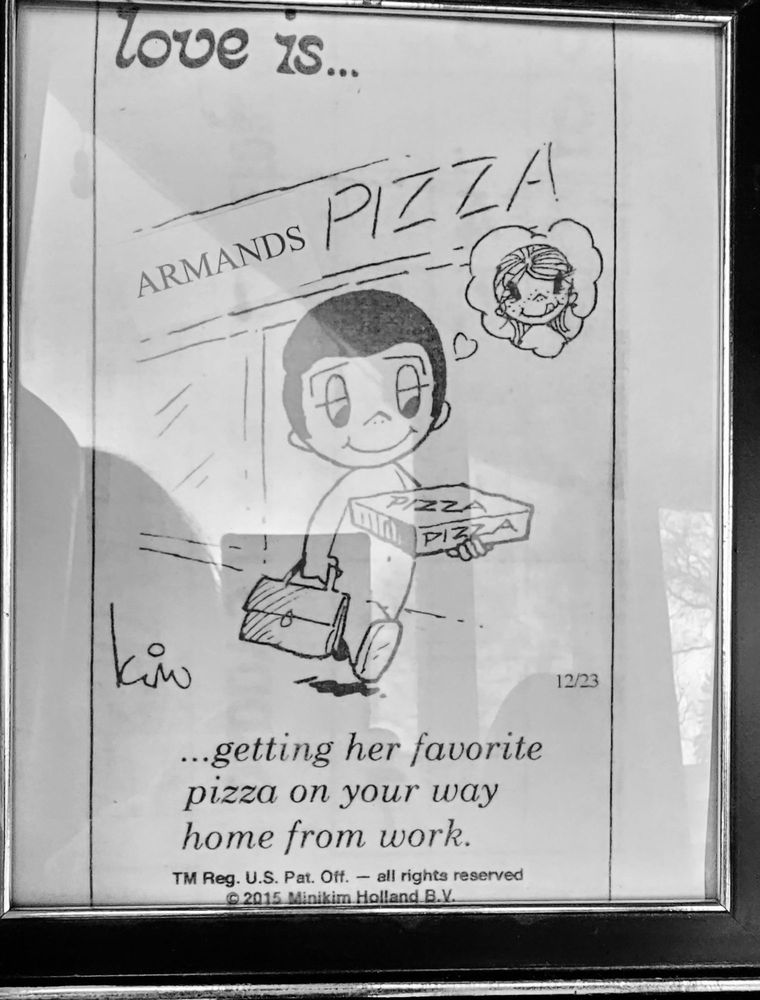 love is...
ARMANDS PIZZA
PIZZA
PIZZA
kim
12/23
...getting her favorite
pizza on your way
home from work.
TM Reg. U.S. Pat. Off. — all rights reserved
© 2015 Minikim Holland B.V.